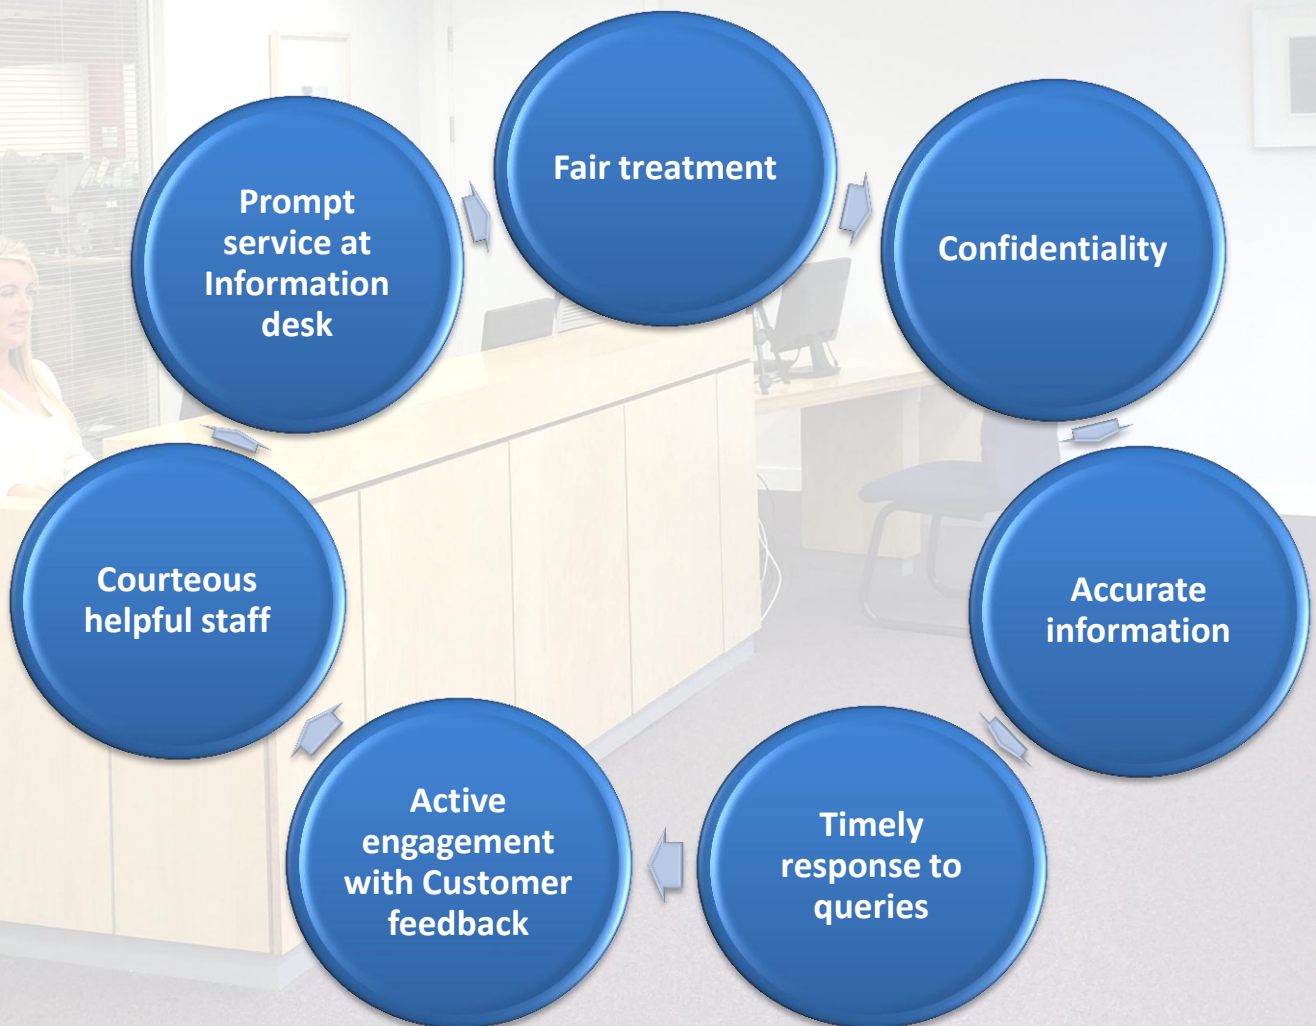 Fair treatment
Confidentiality
Accurate
information
Timely
response to
queries
Active
engagement
with Customer
feedback
Courteous
helpful staff
Prompt
service at
Information
desk